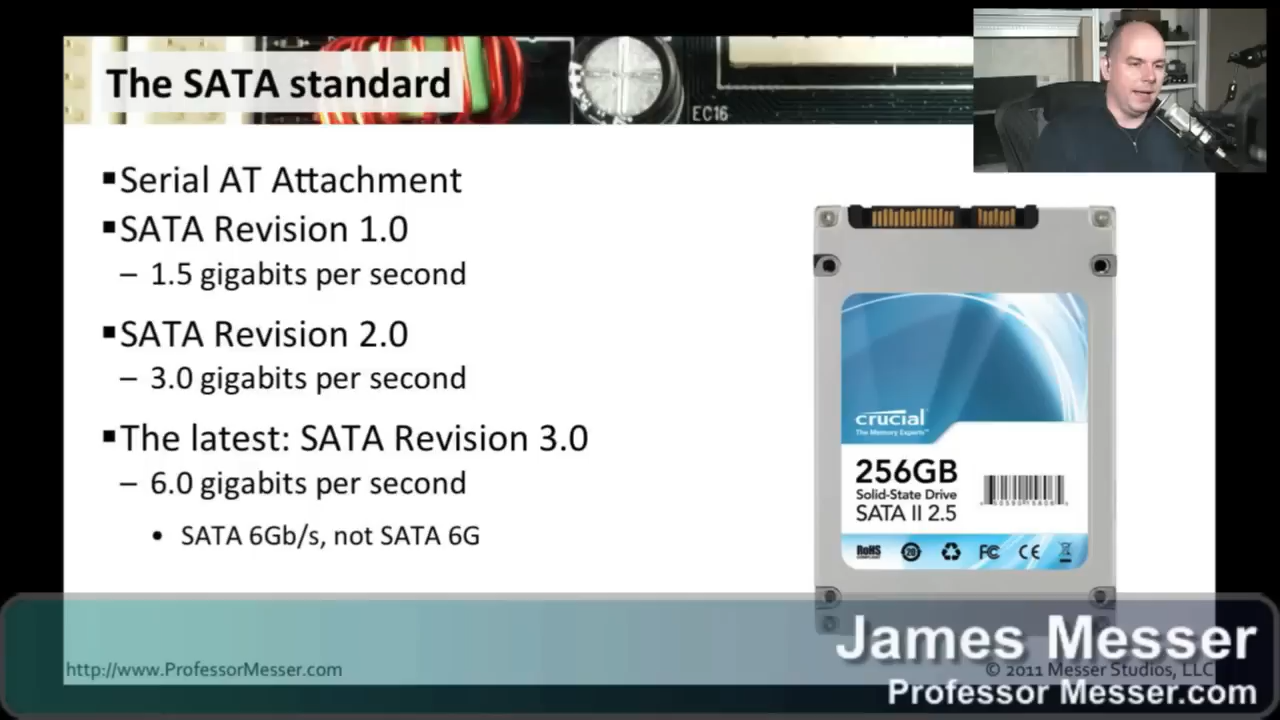 The SATA standard
EC16
▪Serial AT Attachment
▪SATA Revision 1.0
– 1.5 gigabits per second
▪SATA Revision 2.0
– 3.0 gigabits per second
▪The latest: SATA Revision 3.0
– 6.0 gigabits per second
• SATA 6Gb/s, not SATA 6G
crucial
The Memory Experts™
256GB
Solid-State Drive
SATA II 2.5
RoHS
20
FC CE
James Messer
http://www.ProfessorMesser.com
© 2011 Messer Studios, LLC
Professor Messer.com